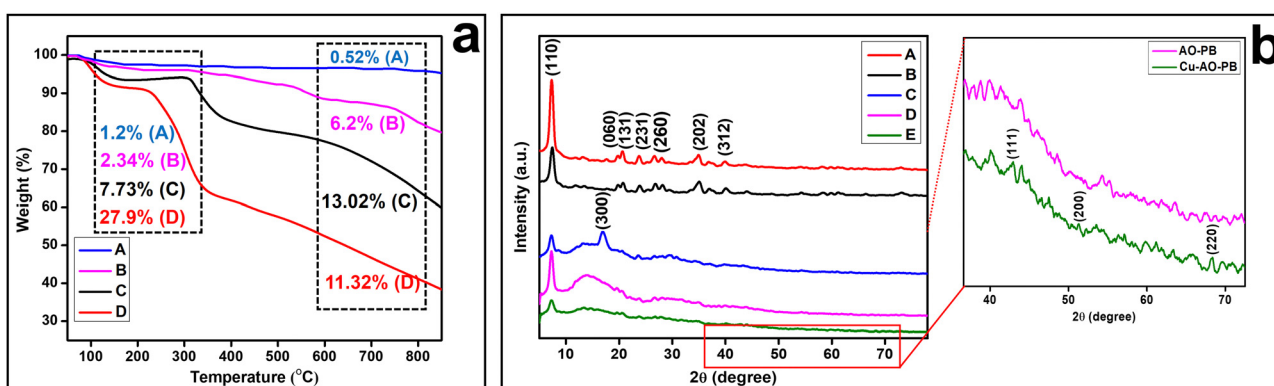 a
100
90
80
70
60
50
40
30
Weight (%)
0.52% (A)
6.2% (B)
13.02% (C)
11.32% (D)
1.2% (A)
2.34% (B)
7.73% (C)
27.9% (D)
A
B
C
D
100 200 300 400 500 600 700 800
Temperature (°C)
b
Intensity (a.u.)
(110)
(060)
(131)
(231)
(260)
(202)
(312)
(300)
A
B
C
D
E
10 20 30 40 50 60 70
2θ (degree)
AO-PB
Cu-AO-PB
(111)
(200)
(220)
40 50 60 70
2θ (degree)